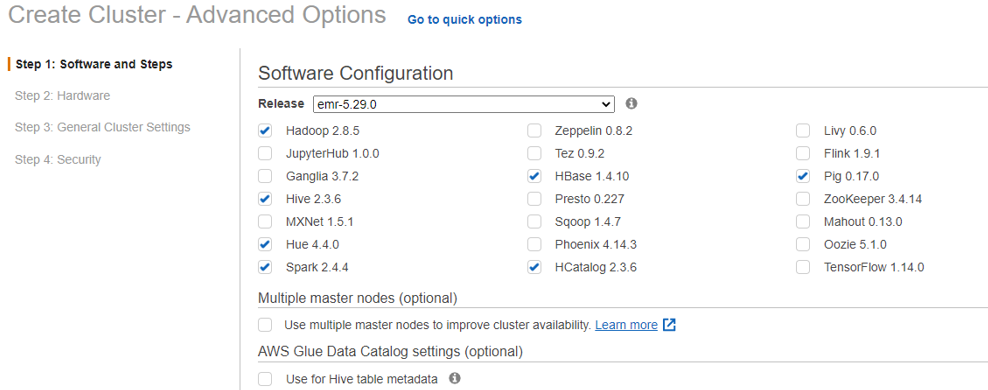 Create Cluster - Advanced Options Go to quick options
Step 1: Software and Steps
Step 2: Hardware
Step 3: General Cluster Settings
Step 4: Security
Software Configuration
Release emr-5.29.0
Hadoop 2.8.5 Zeppelin 0.8.2 Livy 0.6.0
JupyterHub 1.0.0 Tez 0.9.2 Flink 1.9.1
Ganglia 3.7.2 HBase 1.4.10 Pig 0.17.0
Hive 2.3.6 Presto 0.227 ZooKeeper 3.4.14
MXNet 1.5.1 Sqoop 1.4.7 Mahout 0.13.0
Hue 4.4.0 Phoenix 4.14.3 Oozie 5.1.0
Spark 2.4.4 HCatalog 2.3.6 TensorFlow 1.14.0
Multiple master nodes (optional)
Use multiple master nodes to improve cluster availability. Learn more
AWS Glue Data Catalog settings (optional)
Use for Hive table metadata